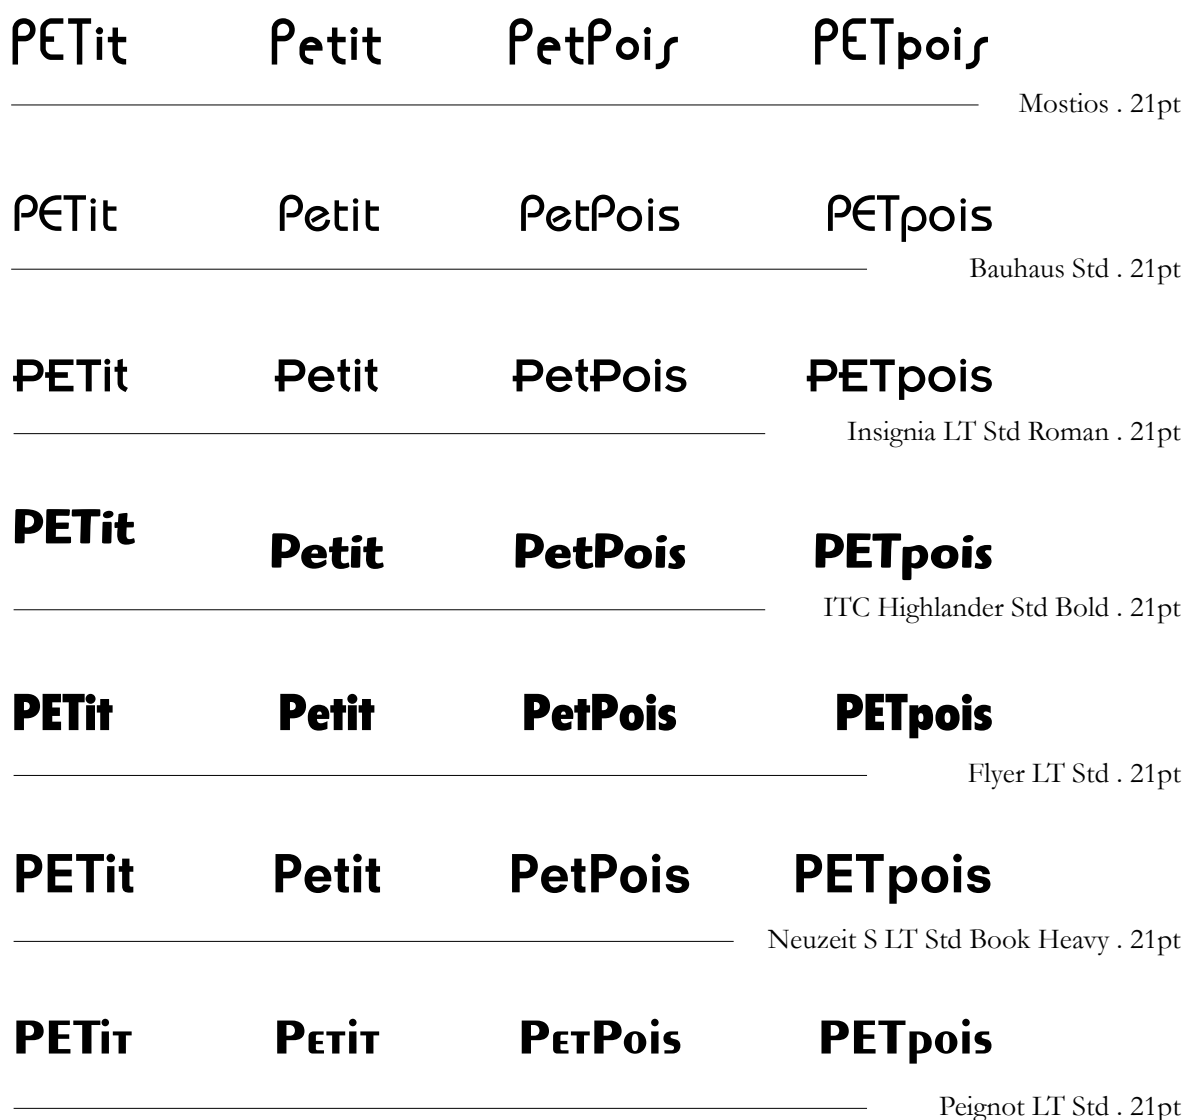 PETit Petit PetPois PETpois
Mostios . 21pt
PETit Petit PetPois PETpois
Bauhaus Std . 21pt
PETit Petit PetPois PETpois
Insignia LT Std Roman . 21pt
PETit Petit PetPois PETpois
ITC Highlander Std Bold . 21pt
PETit Petit PetPois PETpois
Flyer LT Std . 21pt
PETit Petit PetPois PETpois
Neuzeit S LT Std Book Heavy . 21pt
PETit Petit PetPois PETpois
Peignot LT Std . 21pt